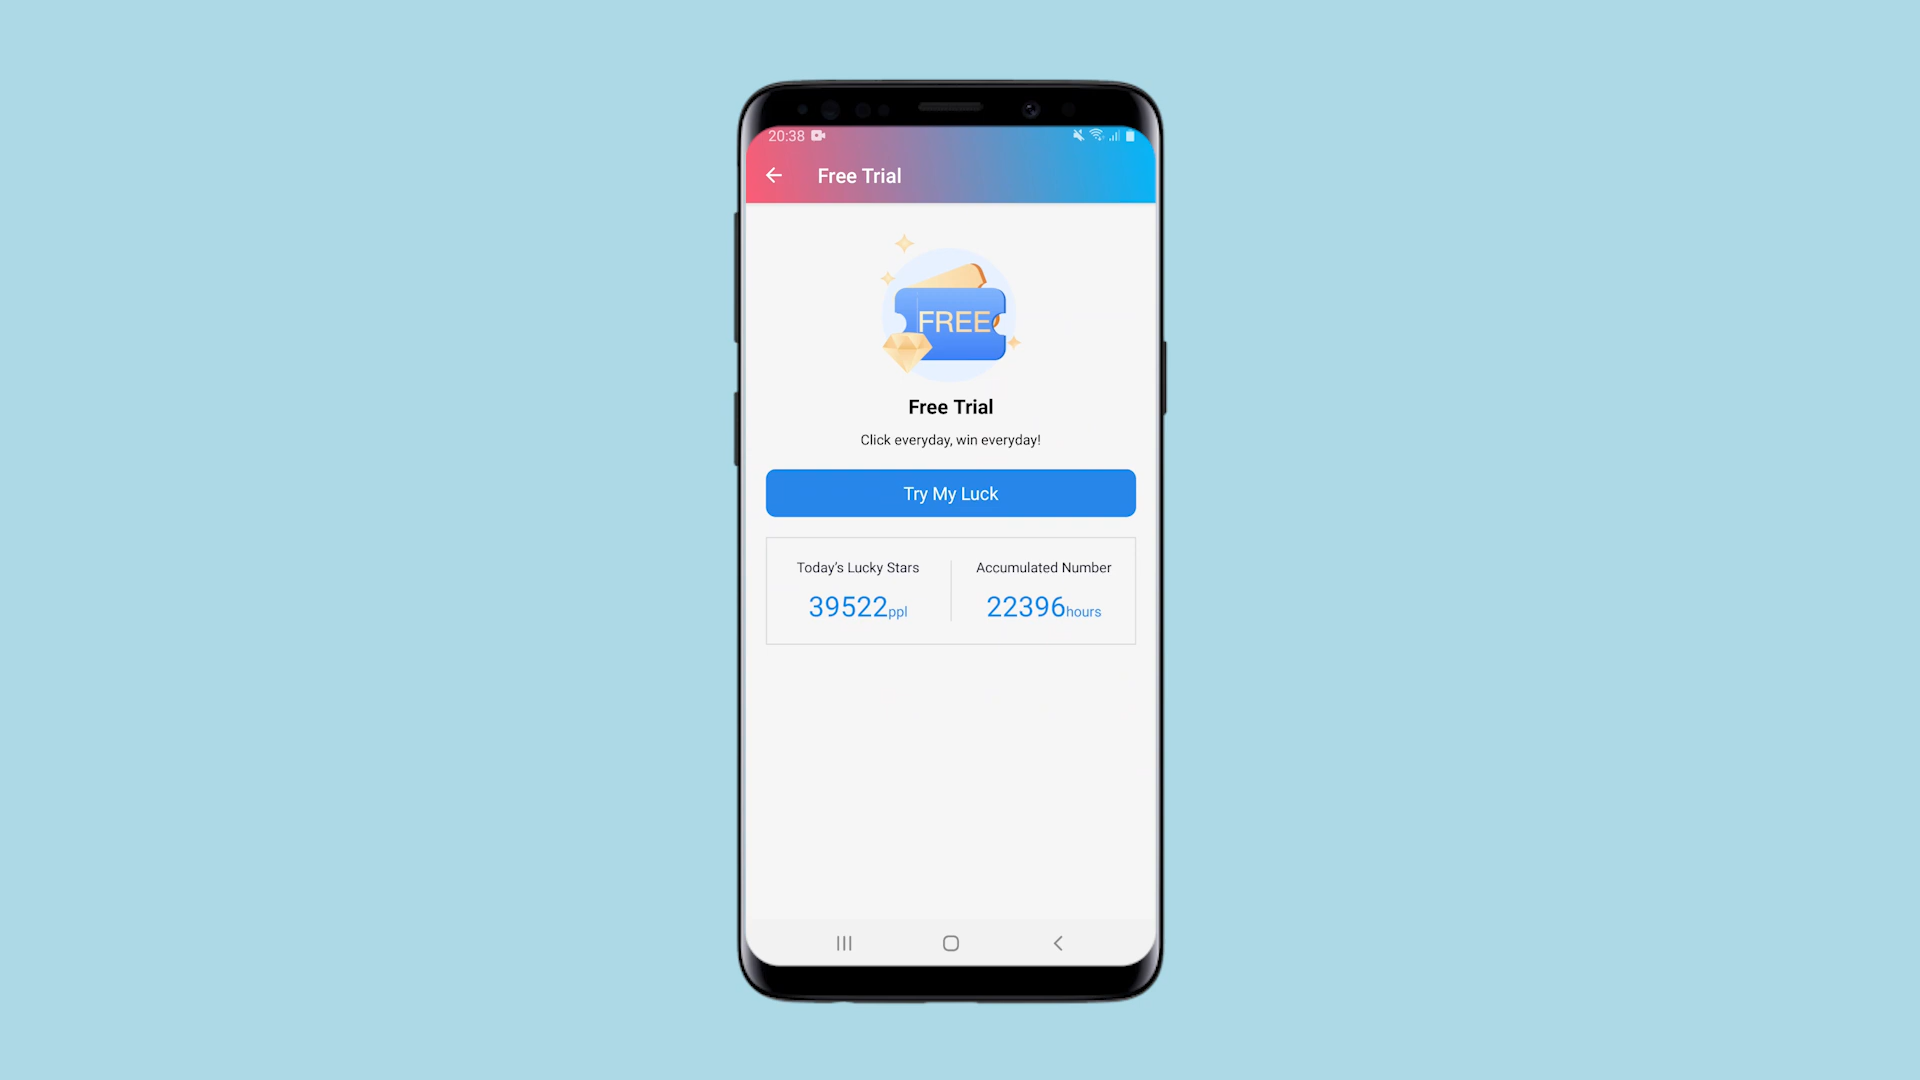 20:38
Free Trial
FREE
Free Trial
Click everyday, win everyday!
Try My Luck
Today's Lucky Stars
39522ppl
Accumulated Number
22396hours